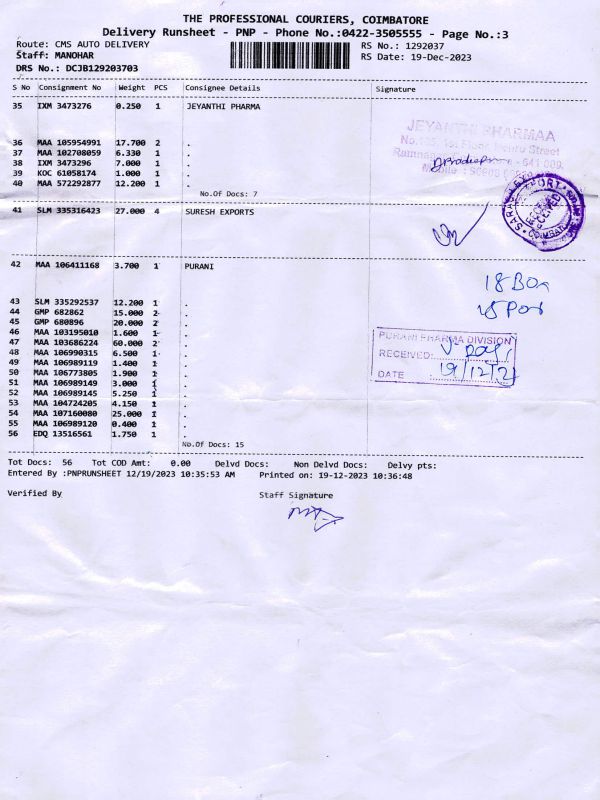 THE PROFESSIONAL COURIERS, COIMBATORE
Delivery Runsheet - PNP - Phone No.:0422-3505555 - Page No.:3
Route: CMS AUTO DELIVERY
RS No.: 1292037
Staff: MANOHAR
RS Date: 19-Dec-2023
DRS No.: DCJB129203703
S No Consignment No Weight PCS Consignee Details Signature
35 IXM 3473276 0.250 1 JEYANTHI PHARMA
JEYANTHI PHARMAA
36 MAA 105954991 17.700 2 .
37 MAA 102708059 6.330 1 .
38 IXM 3473296 7.000 1 .
39 KOC 61058174 1.000 1 .
40 MAA 572292877 12.200 1 .
No.Of Docs: 7
41 SLM 335316423 27.000 4 SURESH EXPORTS
42 MAA 106411168 3.700 1 PURANI
18 Box
43 SLM 335292537 12.200 1 .
44 GMP 682862 15.000 2 .
45 GMP 680896 20.000 2 .
46 MAA 103195010 1.600 1 .
47 MAA 103686224 60.000 2 .
48 MAA 106990315 6.500 1 .
49 MAA 106989119 1.400 1 .
50 MAA 106773805 1.900 1 .
51 MAA 106989149 3.000 1 .
52 MAA 106989145 5.250 1 .
53 MAA 104724205 4.150 1 .
54 MAA 107160080 25.000 1 .
55 MAA 106989120 0.400 1 .
56 EDQ 13516561 1.750 1 .
PURANI PHARMA DIVISION
RECEIVED:
DATE
No.Of Docs: 15
Tot Docs: 56 Tot COD Amt: 0.00 Delvd Docs: Non Delvd Docs: Delvy pts:
Entered By :PNPRUNSHEET 12/19/2023 10:35:53 AM Printed on: 19-12-2023 10:36:48
Verified By
Staff Signature